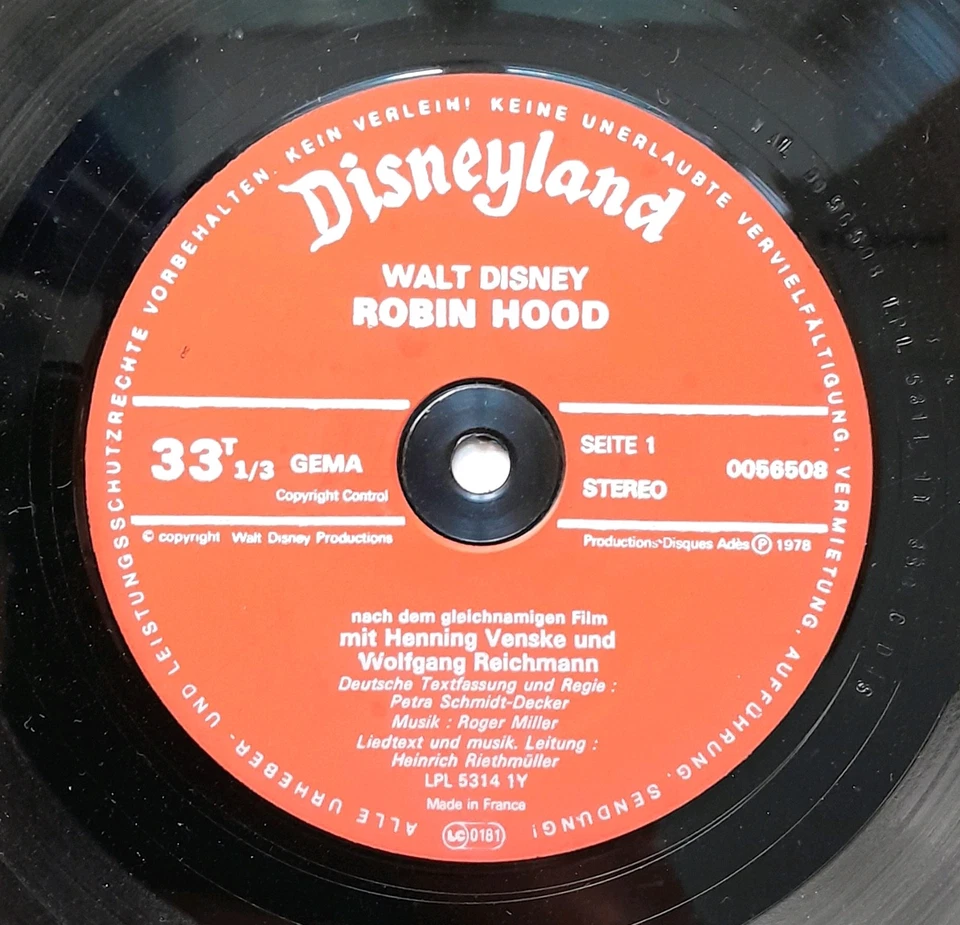 ALLE URHEBER- UND LEISTUNGSSCHUTZRECHTE VORBEHALTEN. KEIN VERLEIH! KEINE UNERLAUBTE VERVIELFÄLTIGUNG, VERMIETUNG, AUFFÜHRUNG, SENDUNG!
Disneyland
WALT DISNEY
ROBIN HOOD
33T 1/3 GEMA
Copyright Control
© copyright Walt Disney Productions
SEITE 1
STEREO
0056508
Productions Disques Adès Ⓟ 1978
nach dem gleichnamigen Film
mit Henning Venske und
Wolfgang Reichmann
Deutsche Textfassung und Regie :
Petra Schmidt-Decker
Musik : Roger Miller
Liedtext und musik. Leitung :
Heinrich Riethmüller
LPL 5314 1Y
Made in France
LC 0181